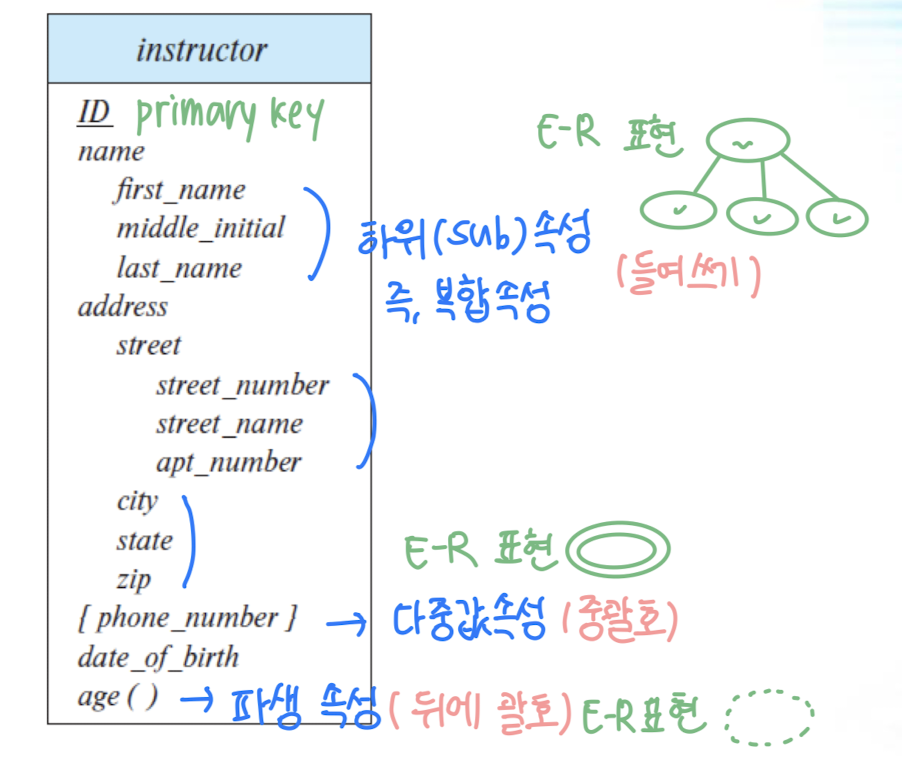 instructor
ID primary key
name
first_name
middle_initial
last_name
E-R 표현
하위(sub)속성
(들여쓰기)
즉, 복합속성
address
street
street_number
street_name
apt_number
city
state
zip
E-R 표현
{ phone_number } → 다중값속성 (중괄호)
date_of_birth
age ( ) → 파생 속성 (뒤에 괄호) E-R표현